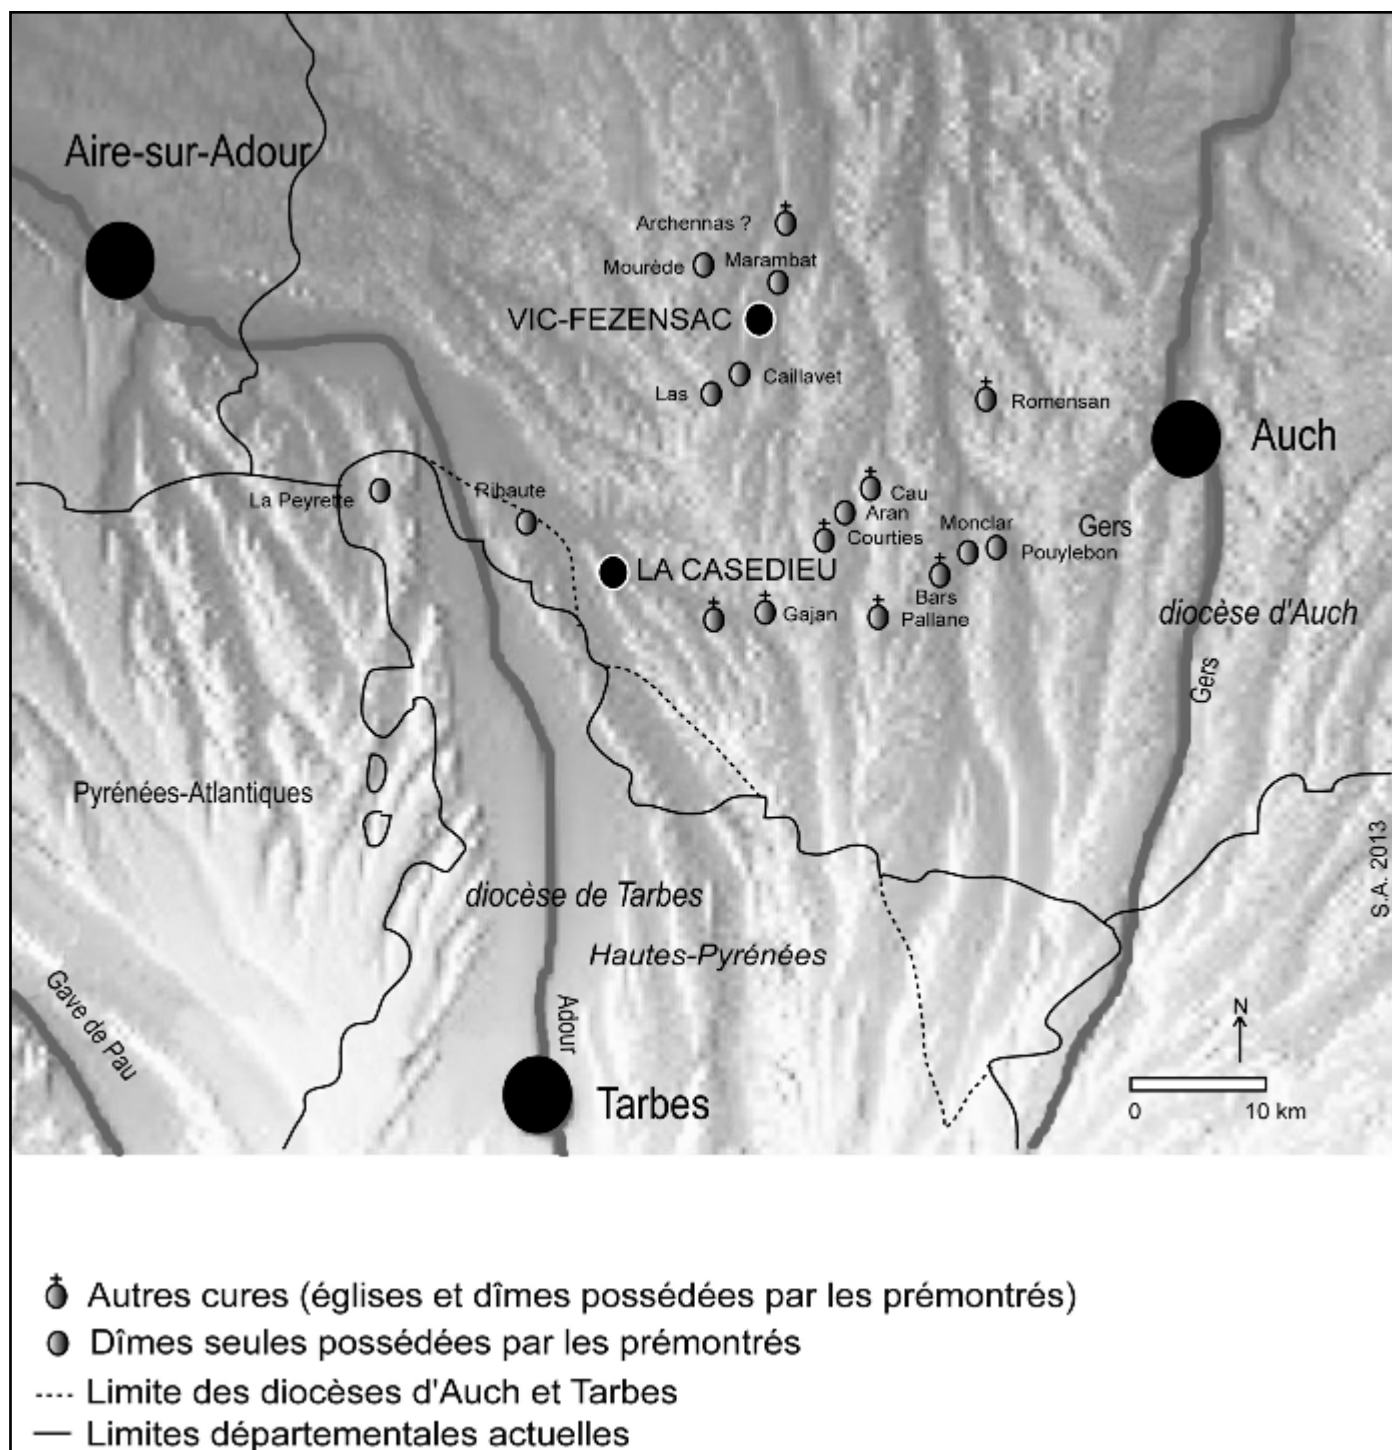 Aire-sur-Adour
Archennas ?
Mourède
Marambat
VIC-FEZENSAC
Caillavet
Las
Romensan
Auch
La Peyrette
Ribaute
Cau
Aran
Courties
Monclar
Gers
Pouylebon
LA CASEDIEU
Bars
Gajan
Pallane
diocèse d'Auch
Gers
Pyrénées-Atlantiques
S.A. 2013
diocèse de Tarbes
Hautes-Pyrénées
Gave de Pau
Adour
N
Tarbes
0 10 km
Autres cures (églises et dîmes possédées par les prémontrés)
Dîmes seules possédées par les prémontrés
Limite des diocèses d'Auch et Tarbes
Limites départementales actuelles